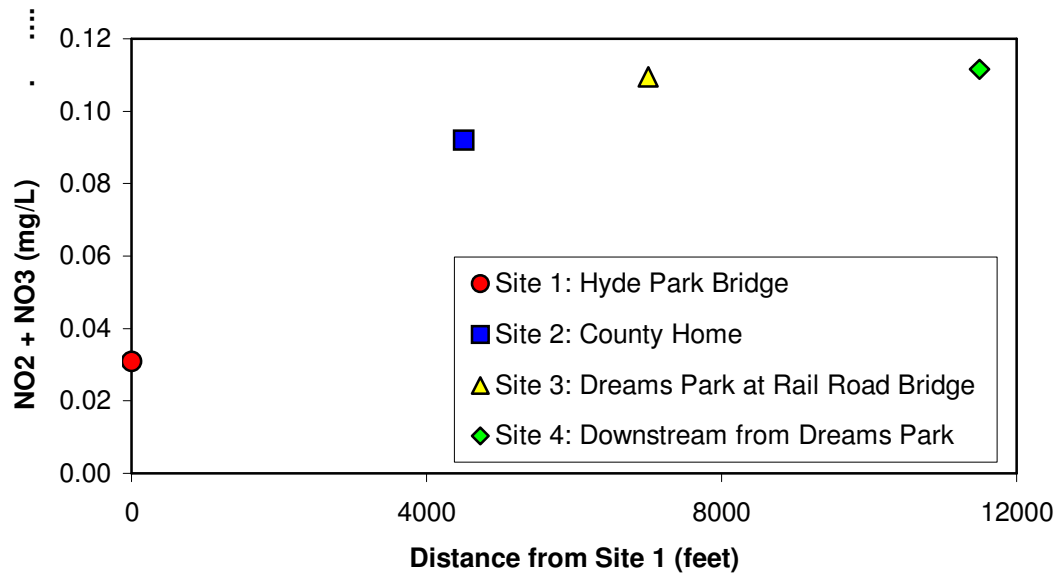 0.12
0.10
0.08
0.06
0.04
0.02
0.00
NO2 + NO3 (mg/L)
Site 1: Hyde Park Bridge
Site 2: County Home
Site 3: Dreams Park at Rail Road Bridge
Site 4: Downstream from Dreams Park
0 4000 8000 12000
Distance from Site 1 (feet)